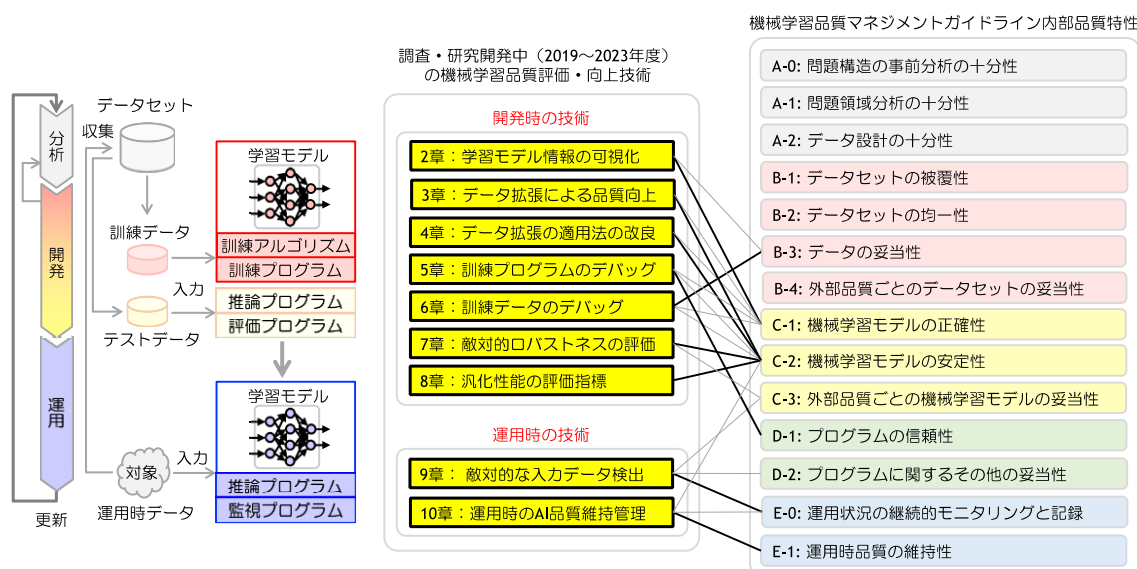 機械学習品質マネジメントガイドライン内部品質特性
調査・研究開発中（2019～2023年度）
の機械学習品質評価・向上技術
分析
開発
運用
更新
データセット
収集
訓練データ
入力
テストデータ
対象
入力
運用時データ
学習モデル
訓練アルゴリズム
訓練プログラム
推論プログラム
評価プログラム
学習モデル
推論プログラム
監視プログラム
開発時の技術
2章：学習モデル情報の可視化
3章：データ拡張による品質向上
4章：データ拡張の適用法の改良
5章：訓練プログラムのデバッグ
6章：訓練データのデバッグ
7章：敵対的ロバストネスの評価
8章：汎化性能の評価指標
運用時の技術
9章： 敵対的な入力データ検出
10章：運用時のAI品質維持管理
A-0: 問題構造の事前分析の十分性
A-1: 問題領域分析の十分性
A-2: データ設計の十分性
B-1: データセットの被覆性
B-2: データセットの均一性
B-3: データの妥当性
B-4: 外部品質ごとのデータセットの妥当性
C-1: 機械学習モデルの正確性
C-2: 機械学習モデルの安定性
C-3: 外部品質ごとの機械学習モデルの妥当性
D-1: プログラムの信頼性
D-2: プログラムに関するその他の妥当性
E-0: 運用状況の継続的モニタリングと記録
E-1: 運用時品質の維持性